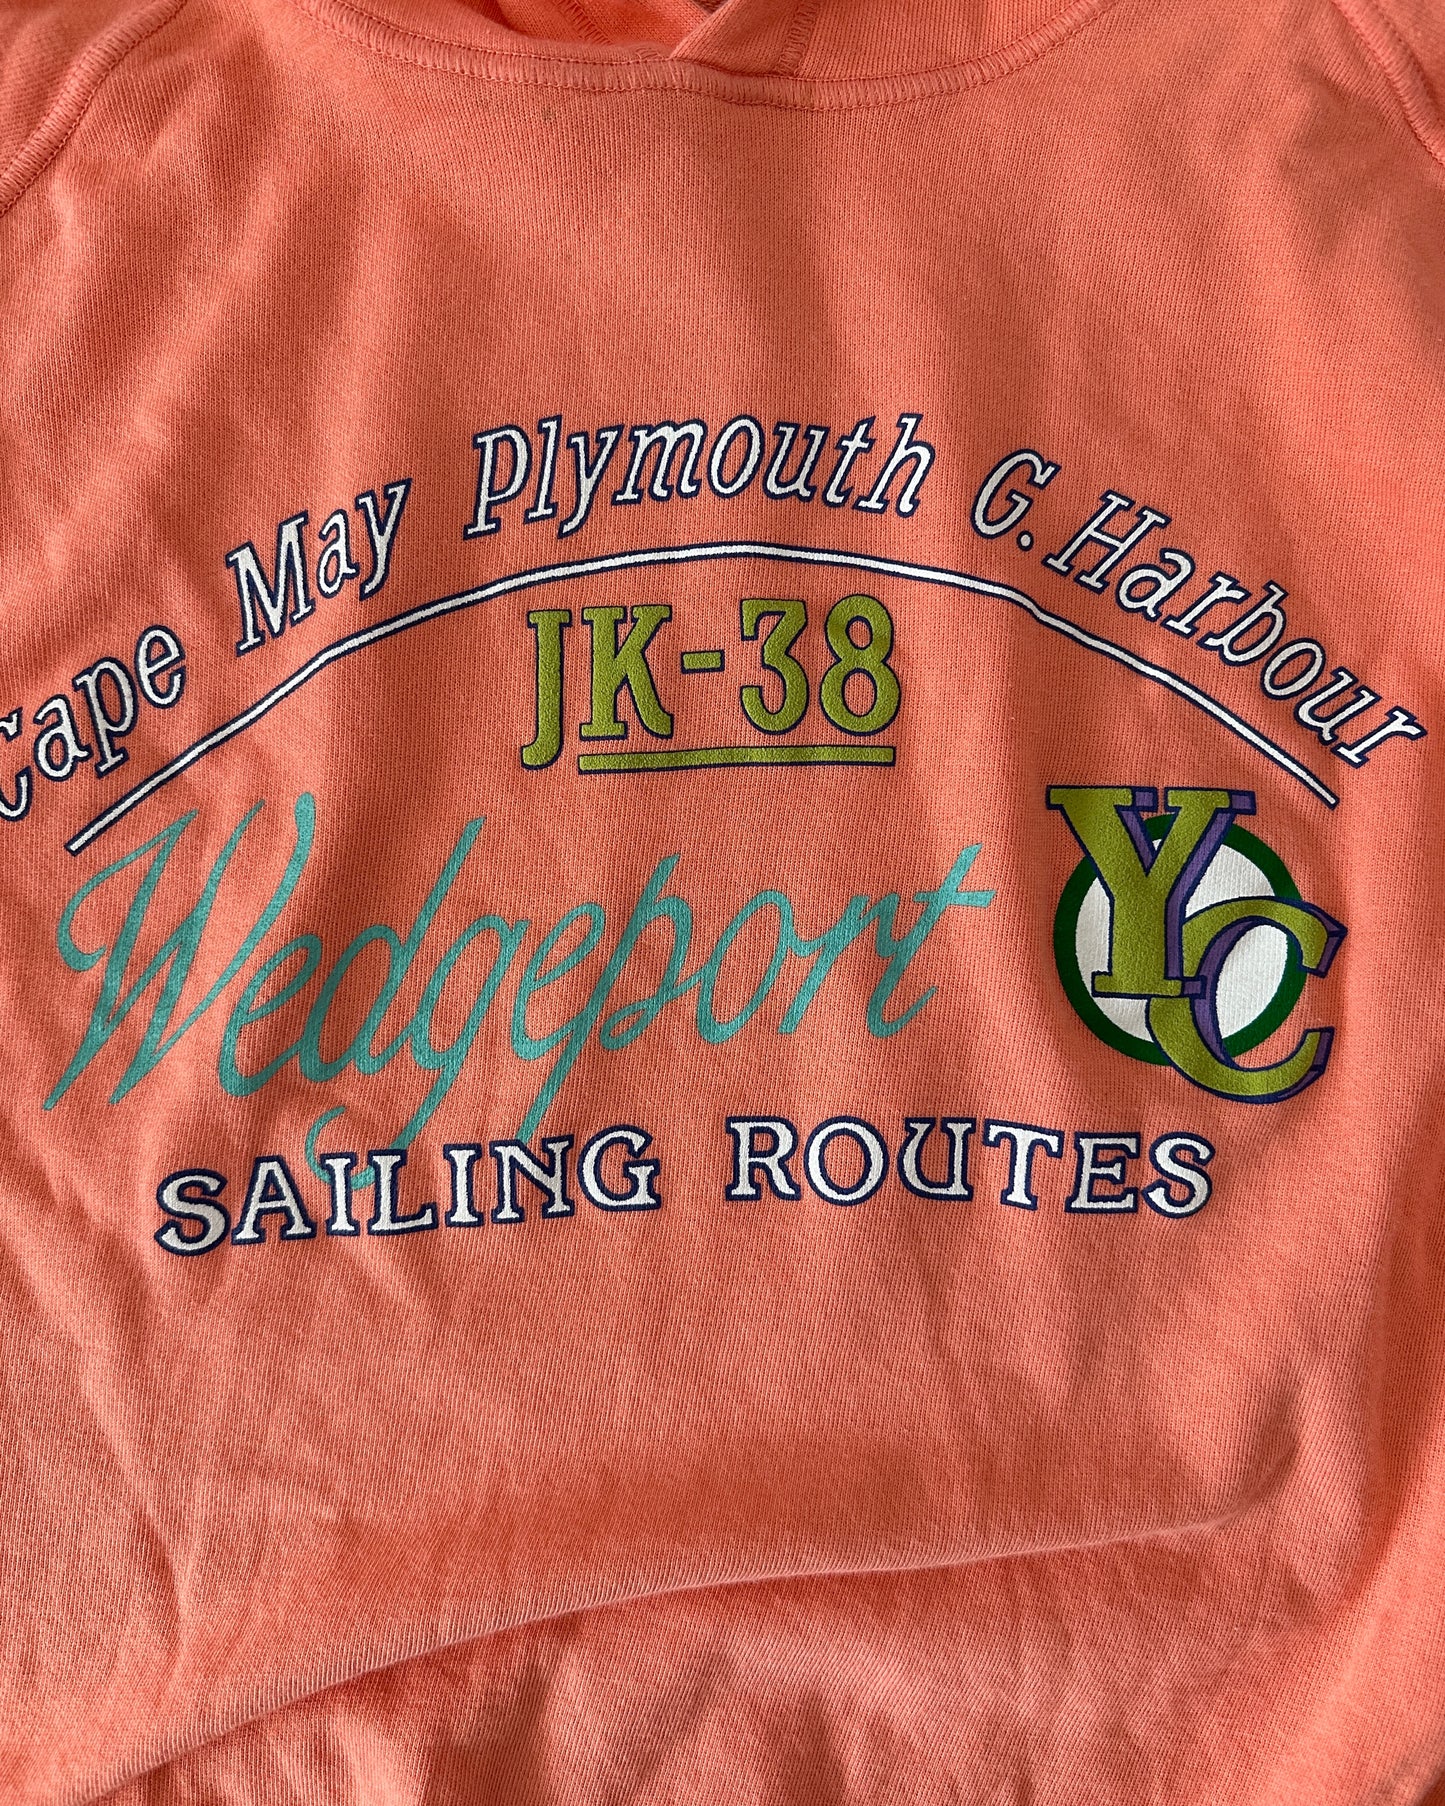 Cape May Plymouth G. Harbour
JK-38
Wedgeport
YC
SAILING ROUTES